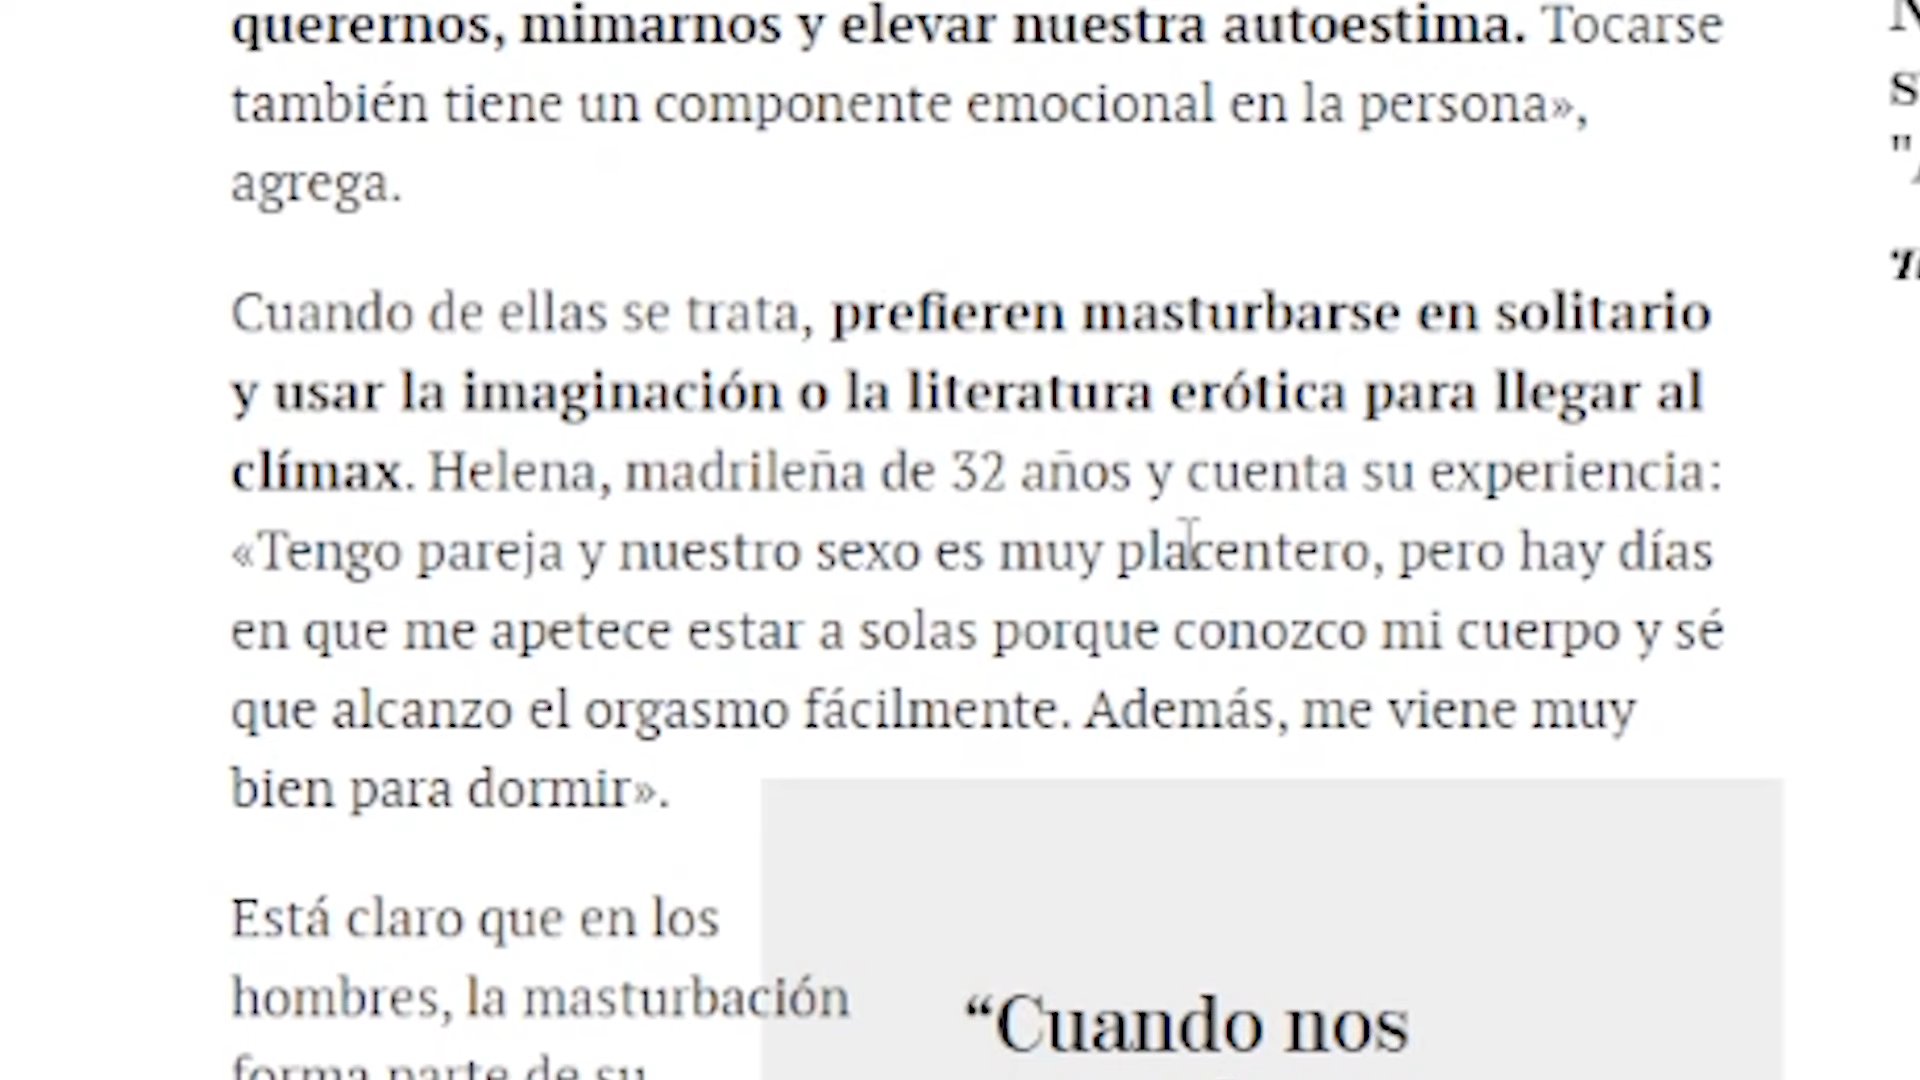 querernos, mimarnos y elevar nuestra autoestima. Tocarse
también tiene un componente emocional en la persona»,
agrega.
Cuando de ellas se trata, prefieren masturbarse en solitario
y usar la imaginación o la literatura erótica para llegar al
clímax. Helena, madrileña de 32 años y cuenta su experiencia:
«Tengo pareja y nuestro sexo es muy placentero, pero hay días
en que me apetece estar a solas porque conozco mi cuerpo y sé
que alcanzo el orgasmo fácilmente. Además, me viene muy
bien para dormir».
Está claro que en los
hombres, la masturbación
forma parte de su
“Cuando nos